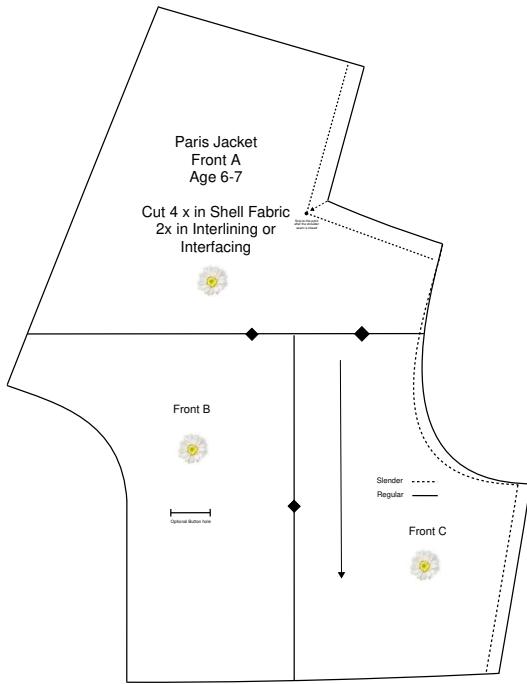 Paris Jacket
Front A
Age 6-7
Cut 4 x in Shell Fabric
2x in Interlining or
Interfacing
Front B
Optional Button hole
Slender
Regular
Front C